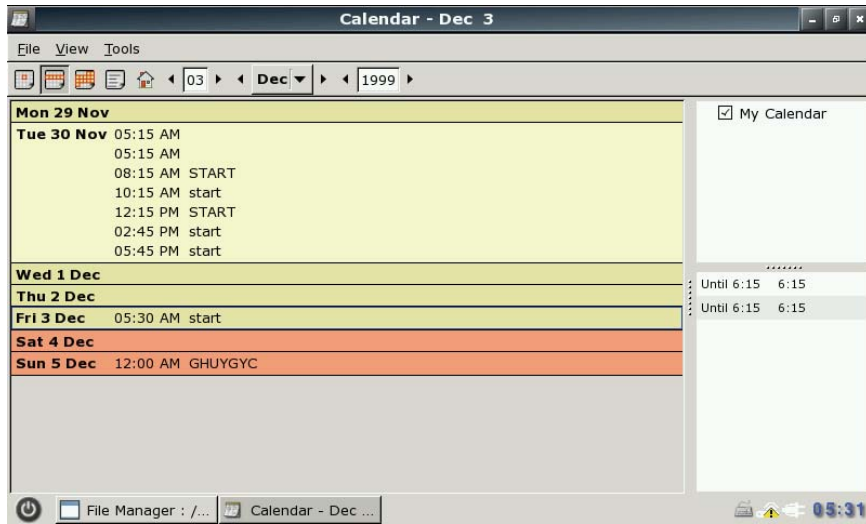 Calendar - Dec 3
File View Tools
03 Dec 1999
Mon 29 Nov
Tue 30 Nov 05:15 AM
05:15 AM
08:15 AM START
10:15 AM start
12:15 PM START
02:45 PM start
05:45 PM start
Wed 1 Dec
Thu 2 Dec
Fri 3 Dec 05:30 AM start
Sat 4 Dec
Sun 5 Dec 12:00 AM GHUYGYC
My Calendar
Until 6:15 6:15
Until 6:15 6:15
File Manager : /... Calendar - Dec ... 05:31